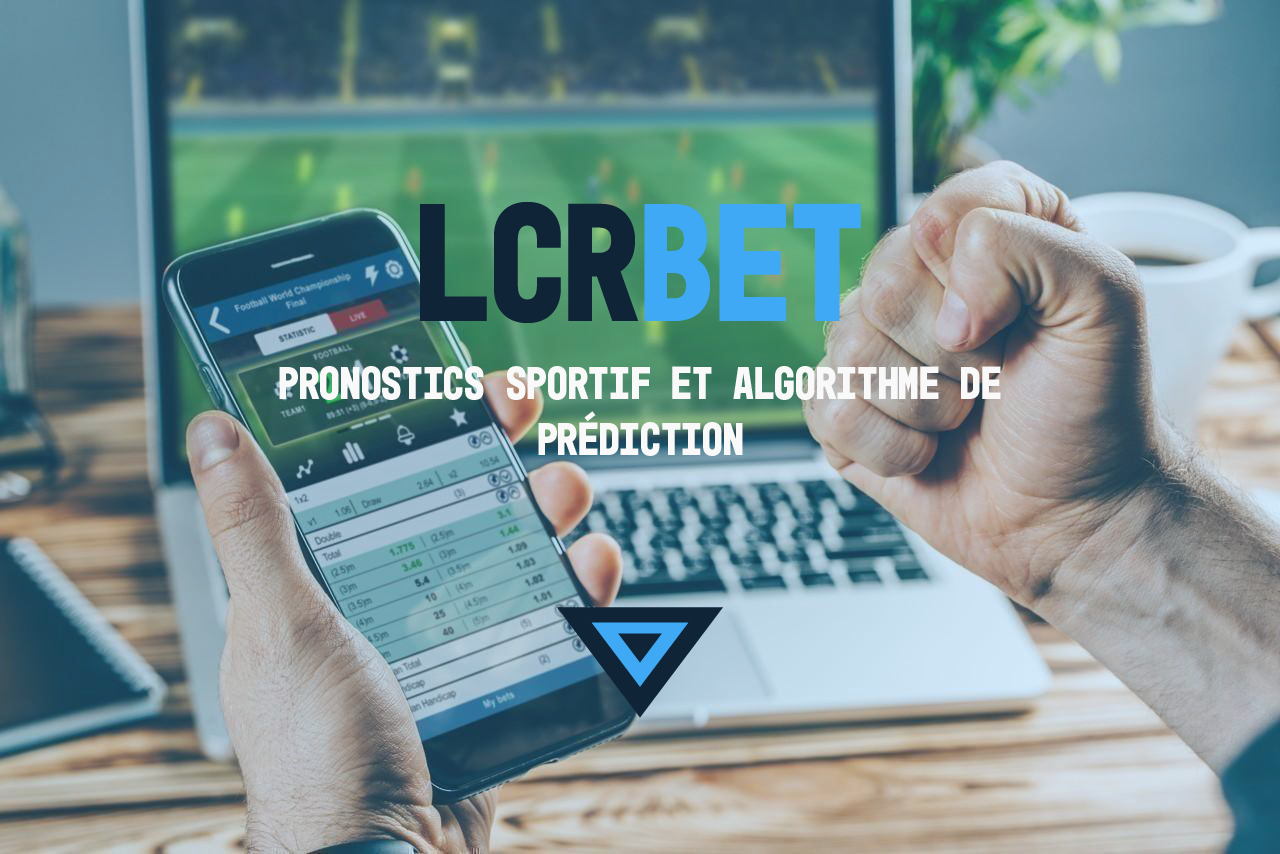 LCRBET
PRONOSTICS SPORTIF ET ALGORITHME DE
PRÉDICTION
Football World Championship
Final
STATISTIC LIVE
FOOTBALL
TEAM1
1x2
v1 1.06 Draw 2.64 v2 10.54
Double (3)
Total
(2.5)m 1.775 (2.5)m 3.1
(3)m 3.46 (3)m 1.44
(3.5)m 5.4 (3.5)m 1.09
(4)m 10 (4)m 1.03
(4.5)m 25 (4.5)m 1.02
40 (5) 1.01
Total (5)
(2)
Handicap
My bets